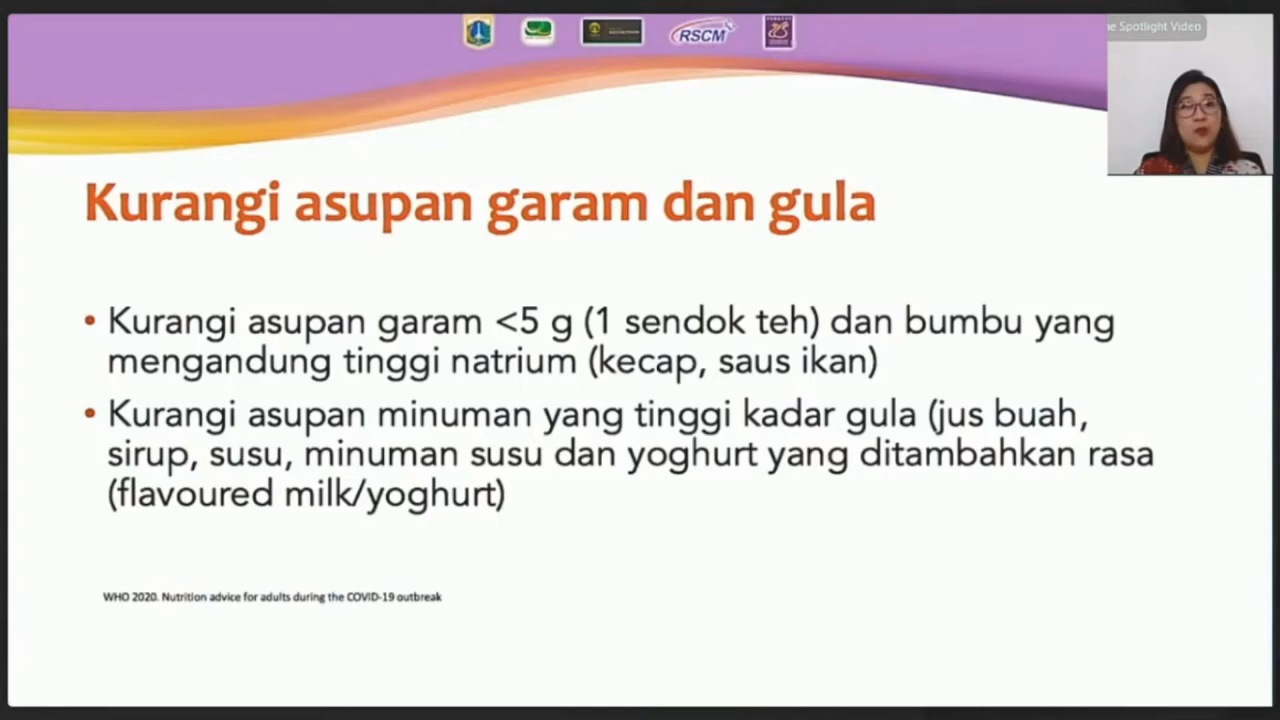 RSCM
e Spotlight Video
Kurangi asupan garam dan gula
• Kurangi asupan garam <5 g (1 sendok teh) dan bumbu yang
mengandung tinggi natrium (kecap, saus ikan)
• Kurangi asupan minuman yang tinggi kadar gula (jus buah,
sirup, susu, minuman susu dan yoghurt yang ditambahkan rasa
(flavoured milk/yoghurt)
WHO 2020. Nutrition advice for adults during the COVID-19 outbreak